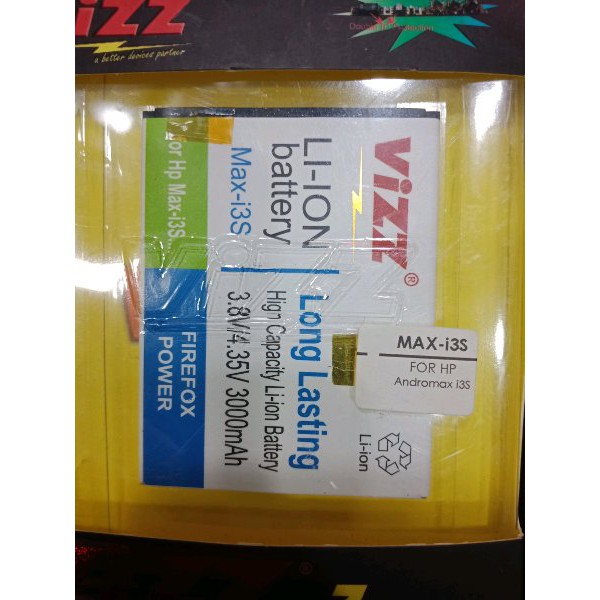 izz
a better devices partner
Vizz®
LI-ION
battery
Max-i3S
for Hp Max-i3S...
Long Lasting
High Capacity Li-ion Battery
3.8V/4.35V 3000mAh
FIREFOX
POWER
Li-ion
MAX-i3S
FOR HP
Andromax i3S